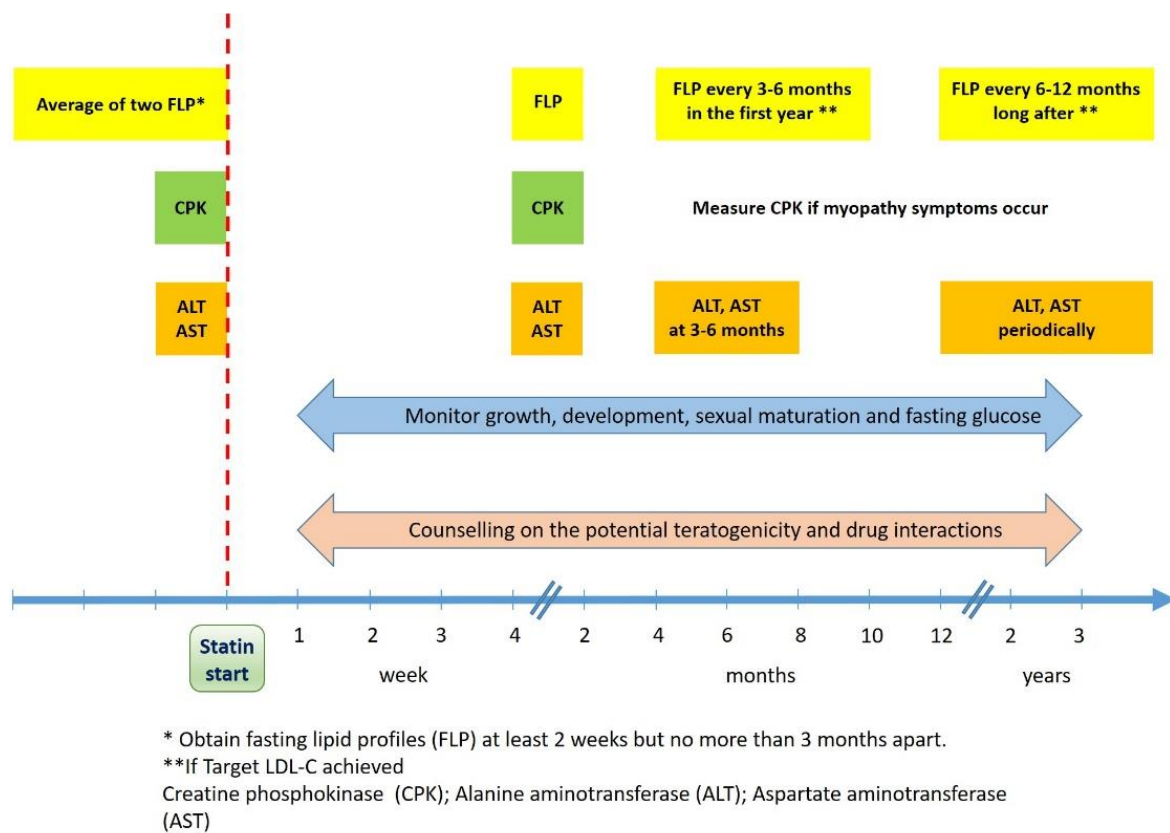 Average of two FLP*
FLP
FLP every 3-6 months
in the first year **
FLP every 6-12 months
long after **
CPK
CPK
Measure CPK if myopathy symptoms occur
ALT
AST
ALT
AST
ALT, AST
at 3-6 months
ALT, AST
periodically
Monitor growth, development, sexual maturation and fasting glucose
Counselling on the potential teratogenicity and drug interactions
Statin
start
1 2 3 4 2 4 6 8 10 12 2 3
week months years
* Obtain fasting lipid profiles (FLP) at least 2 weeks but no more than 3 months apart.
**If Target LDL-C achieved
Creatine phosphokinase (CPK); Alanine aminotransferase (ALT); Aspartate aminotransferase
(AST)